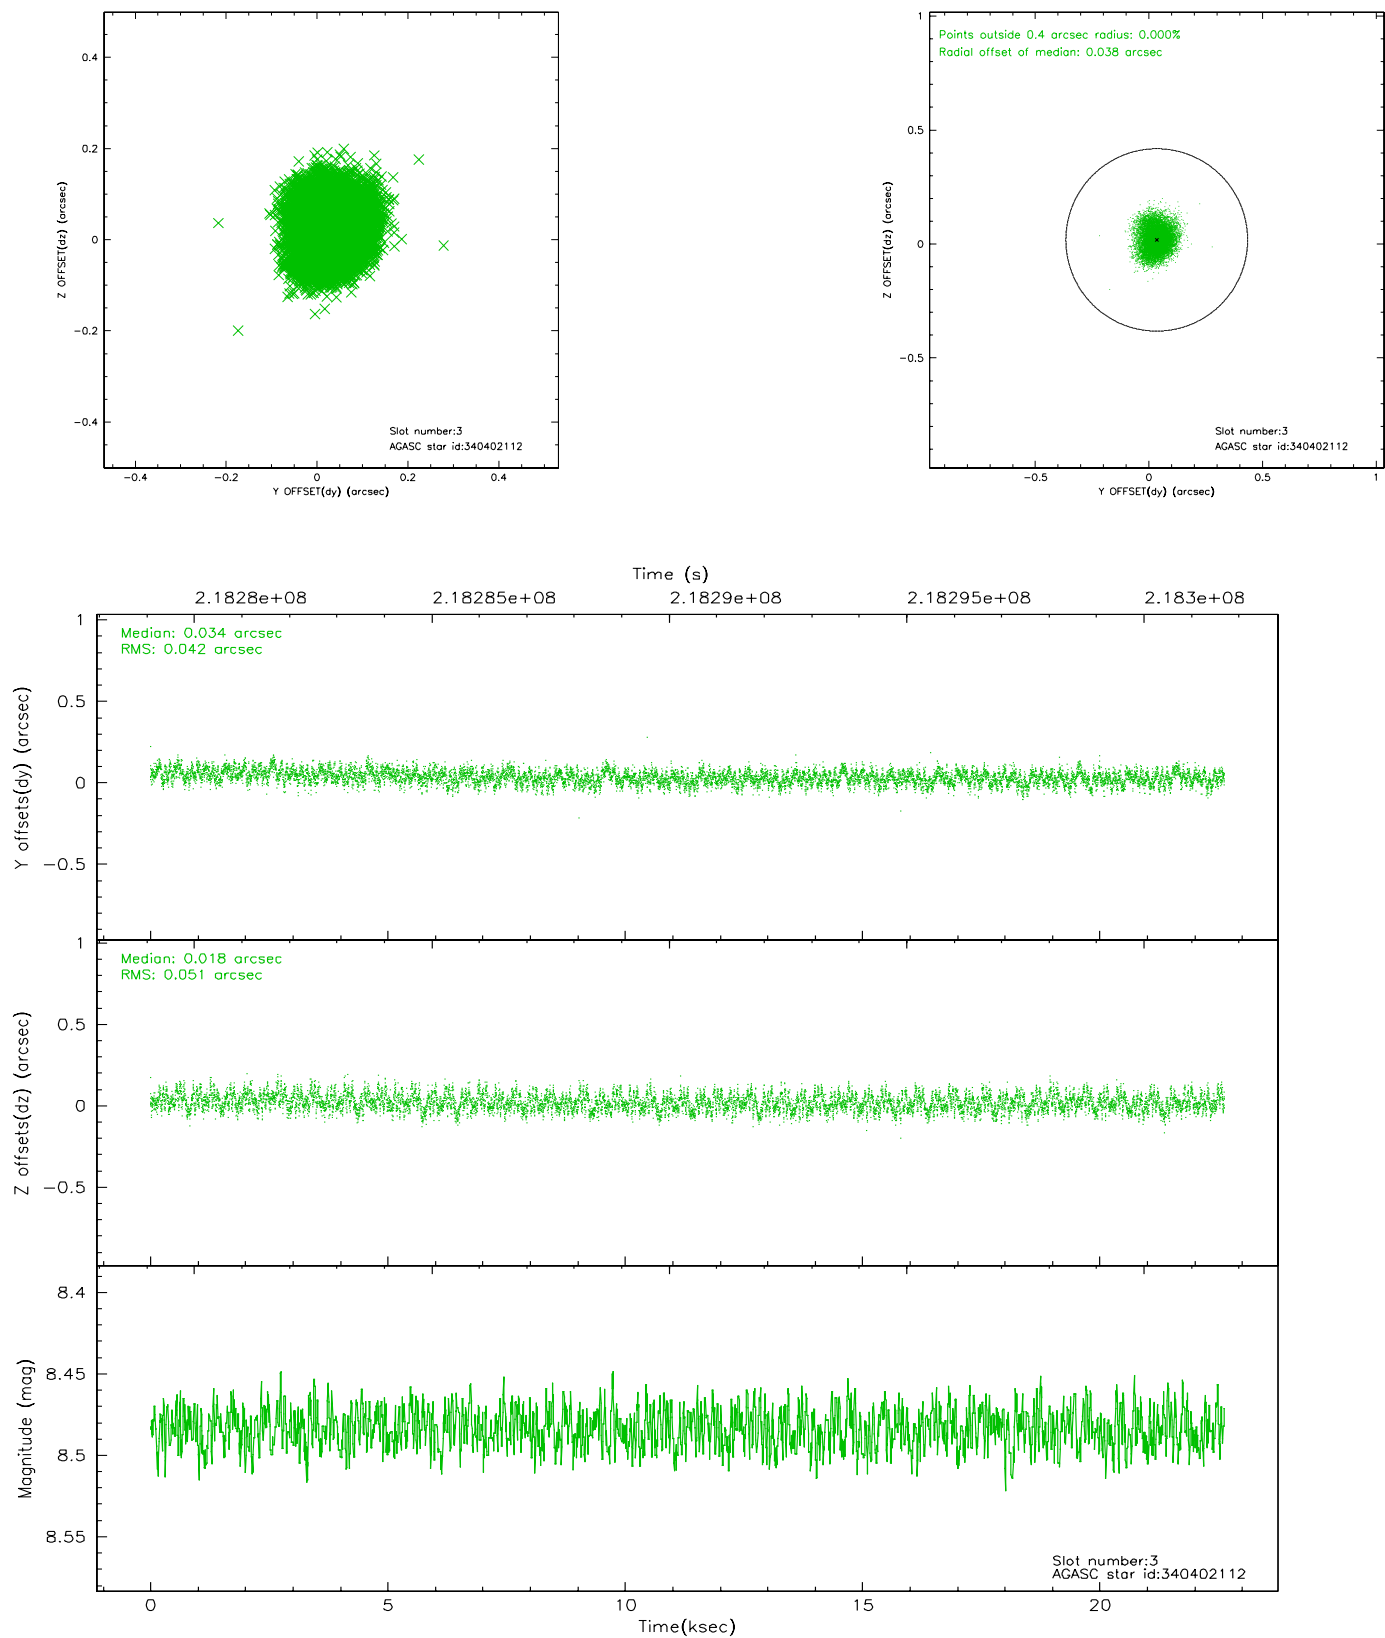 0.4
0.2
0
−0.2
−0.4
Z OFFSET(dz) (arcsec)
Slot number:3
AGASC star id:340402112
−0.4 −0.2 0 0.2 0.4
Y OFFSET(dy) (arcsec)
Points outside 0.4 arcsec radius: 0.000%
Radial offset of median: 0.038 arcsec
1
0.5
0
−0.5
Z OFFSET(dz) (arcsec)
Slot number:3
AGASC star id:340402112
−0.5 0 0.5 1
Y OFFSET(dy) (arcsec)
Time (s)
2.1828e+08 2.18285e+08 2.1829e+08 2.18295e+08 2.183e+08
Median: 0.034 arcsec
RMS: 0.042 arcsec
1
0.5
0
−0.5
Y offsets(dy) (arcsec)
Median: 0.018 arcsec
RMS: 0.051 arcsec
1
0.5
0
−0.5
Z offsets(dz) (arcsec)
8.4
8.45
8.5
8.55
Magnitude (mag)
Slot number:3
AGASC star id:340402112
0 5 10 15 20
Time(ksec)